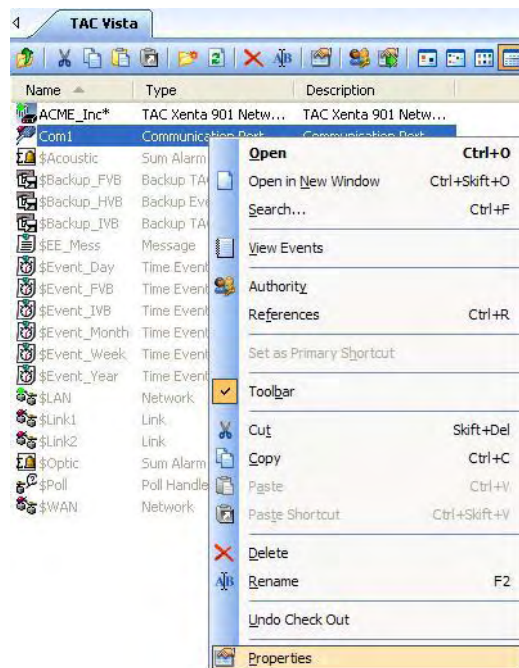 TAC Vista
Name Type Description
ACME_Inc* TAC Xenta 901 Netw... TAC Xenta 901 Netw...
Com1 Communication Port Communication Port
$Acoustic Sum Alarm
$Backup_FVB Backup TA
$Backup_HVB Backup Eve
$Backup_IVB Backup TA
$EE_Mess Message
$Event_Day Time Event
$Event_FVB Time Event
$Event_IVB Time Event
$Event_Month Time Event
$Event_Week Time Event
$Event_Year Time Event
$LAN Network
$Link1 Link
$Link2 Link
$Optic Sum Alarm
$Poll Poll Handle
$WAN Network
Open Ctrl+O
Open in New Window Ctrl+Skift+O
Search... Ctrl+F
View Events
Authority
References Ctrl+R
Set as Primary Shortcut
Toolbar
Cut Skift+Del
Copy Ctrl+C
Paste Ctrl+V
Paste Shortcut Ctrl+Skift+V
Delete
Rename F2
Undo Check Out
Properties